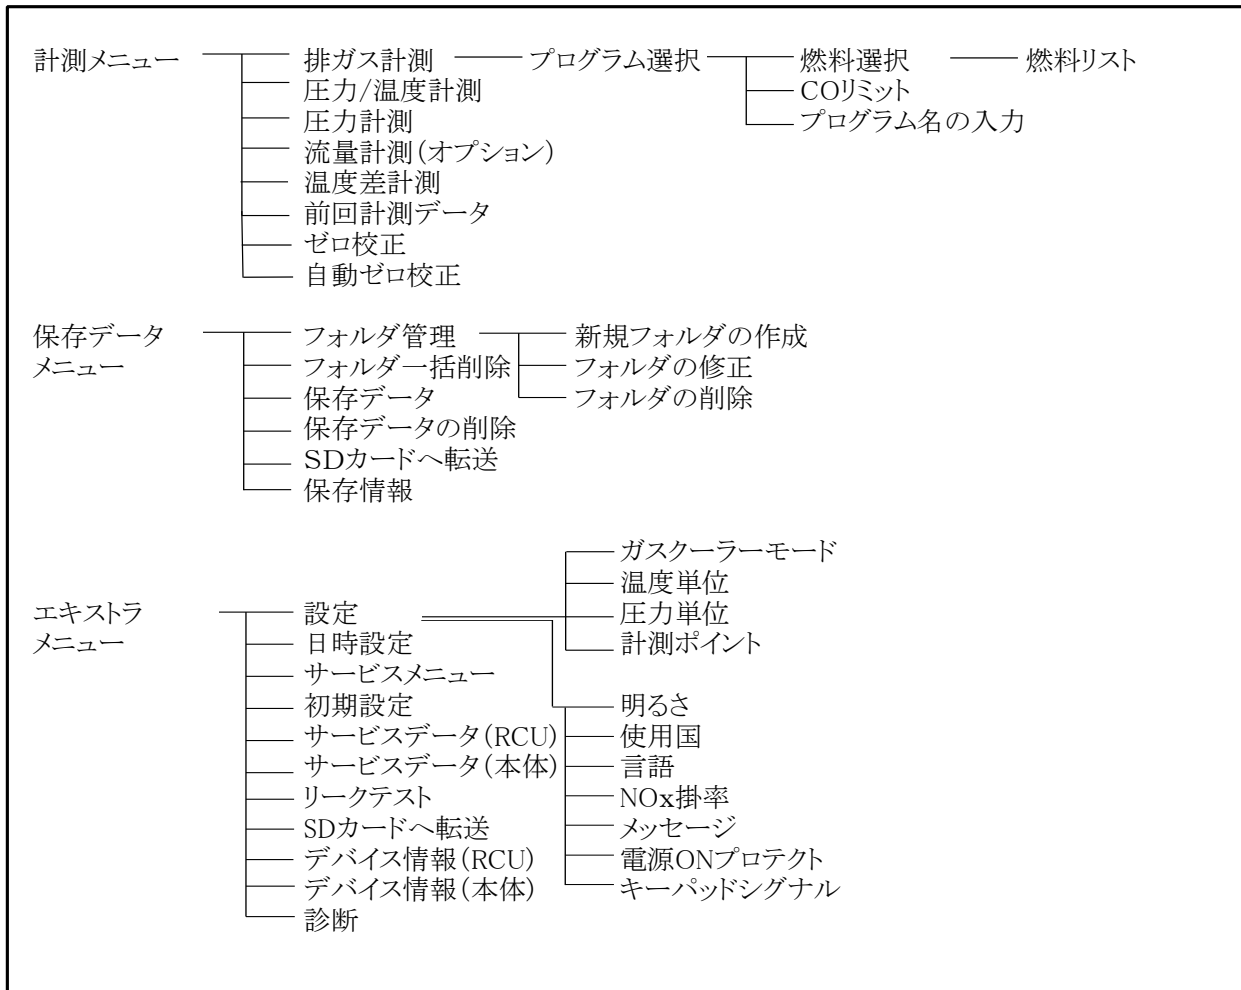 計測メニュー 排ガス計測 プログラム選択 燃料選択 燃料リスト
圧力/温度計測 COリミット
圧力計測 プログラム名の入力
流量計測(オプション)
温度差計測
前回計測データ
ゼロ校正
自動ゼロ校正
保存データ フォルダ管理 新規フォルダの作成
メニュー フォルダ一括削除 フォルダの修正
保存データ フォルダの削除
保存データの削除
SDカードへ転送
保存情報
ガスクーラーモード
温度単位
エキストラ 設定 圧力単位
メニュー 日時設定 計測ポイント
サービスメニュー
初期設定 明るさ
サービスデータ(RCU) 使用国
サービスデータ(本体) 言語
リークテスト NOx掛率
SDカードへ転送 メッセージ
デバイス情報(RCU) 電源ONプロテクト
デバイス情報(本体) キーパッドシグナル
診断